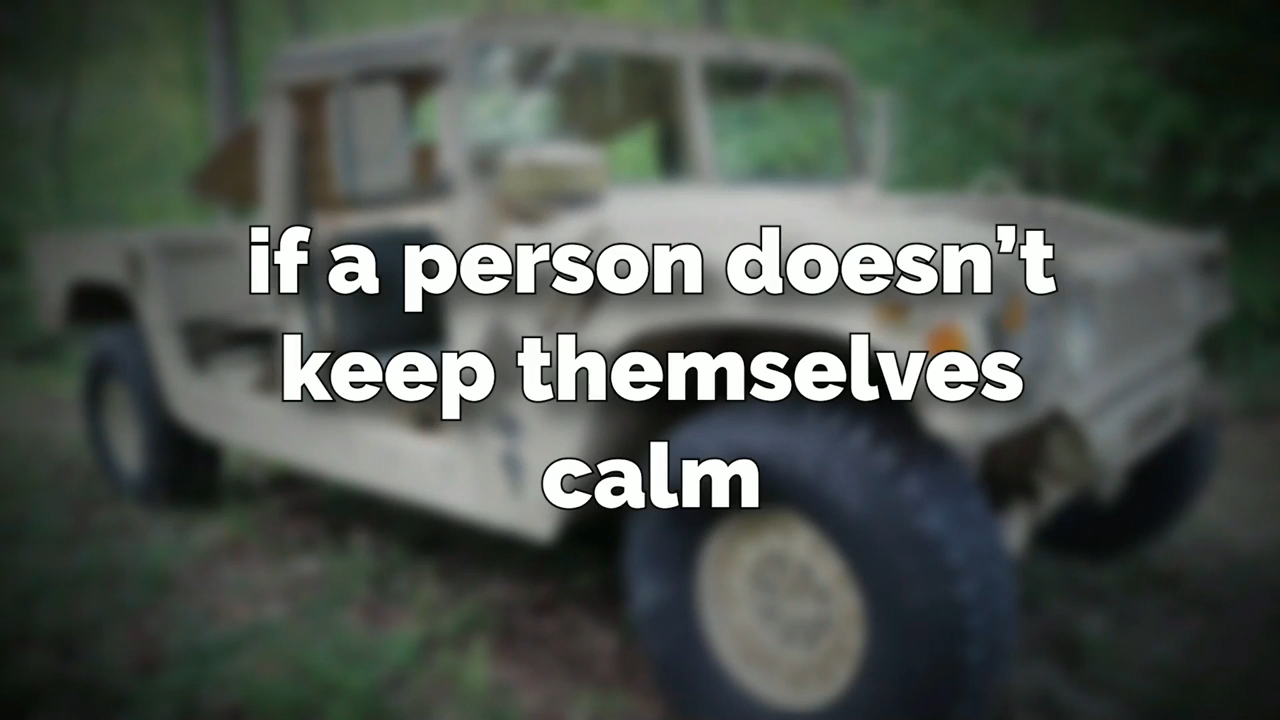 if a person doesn’t
keep themselves
calm